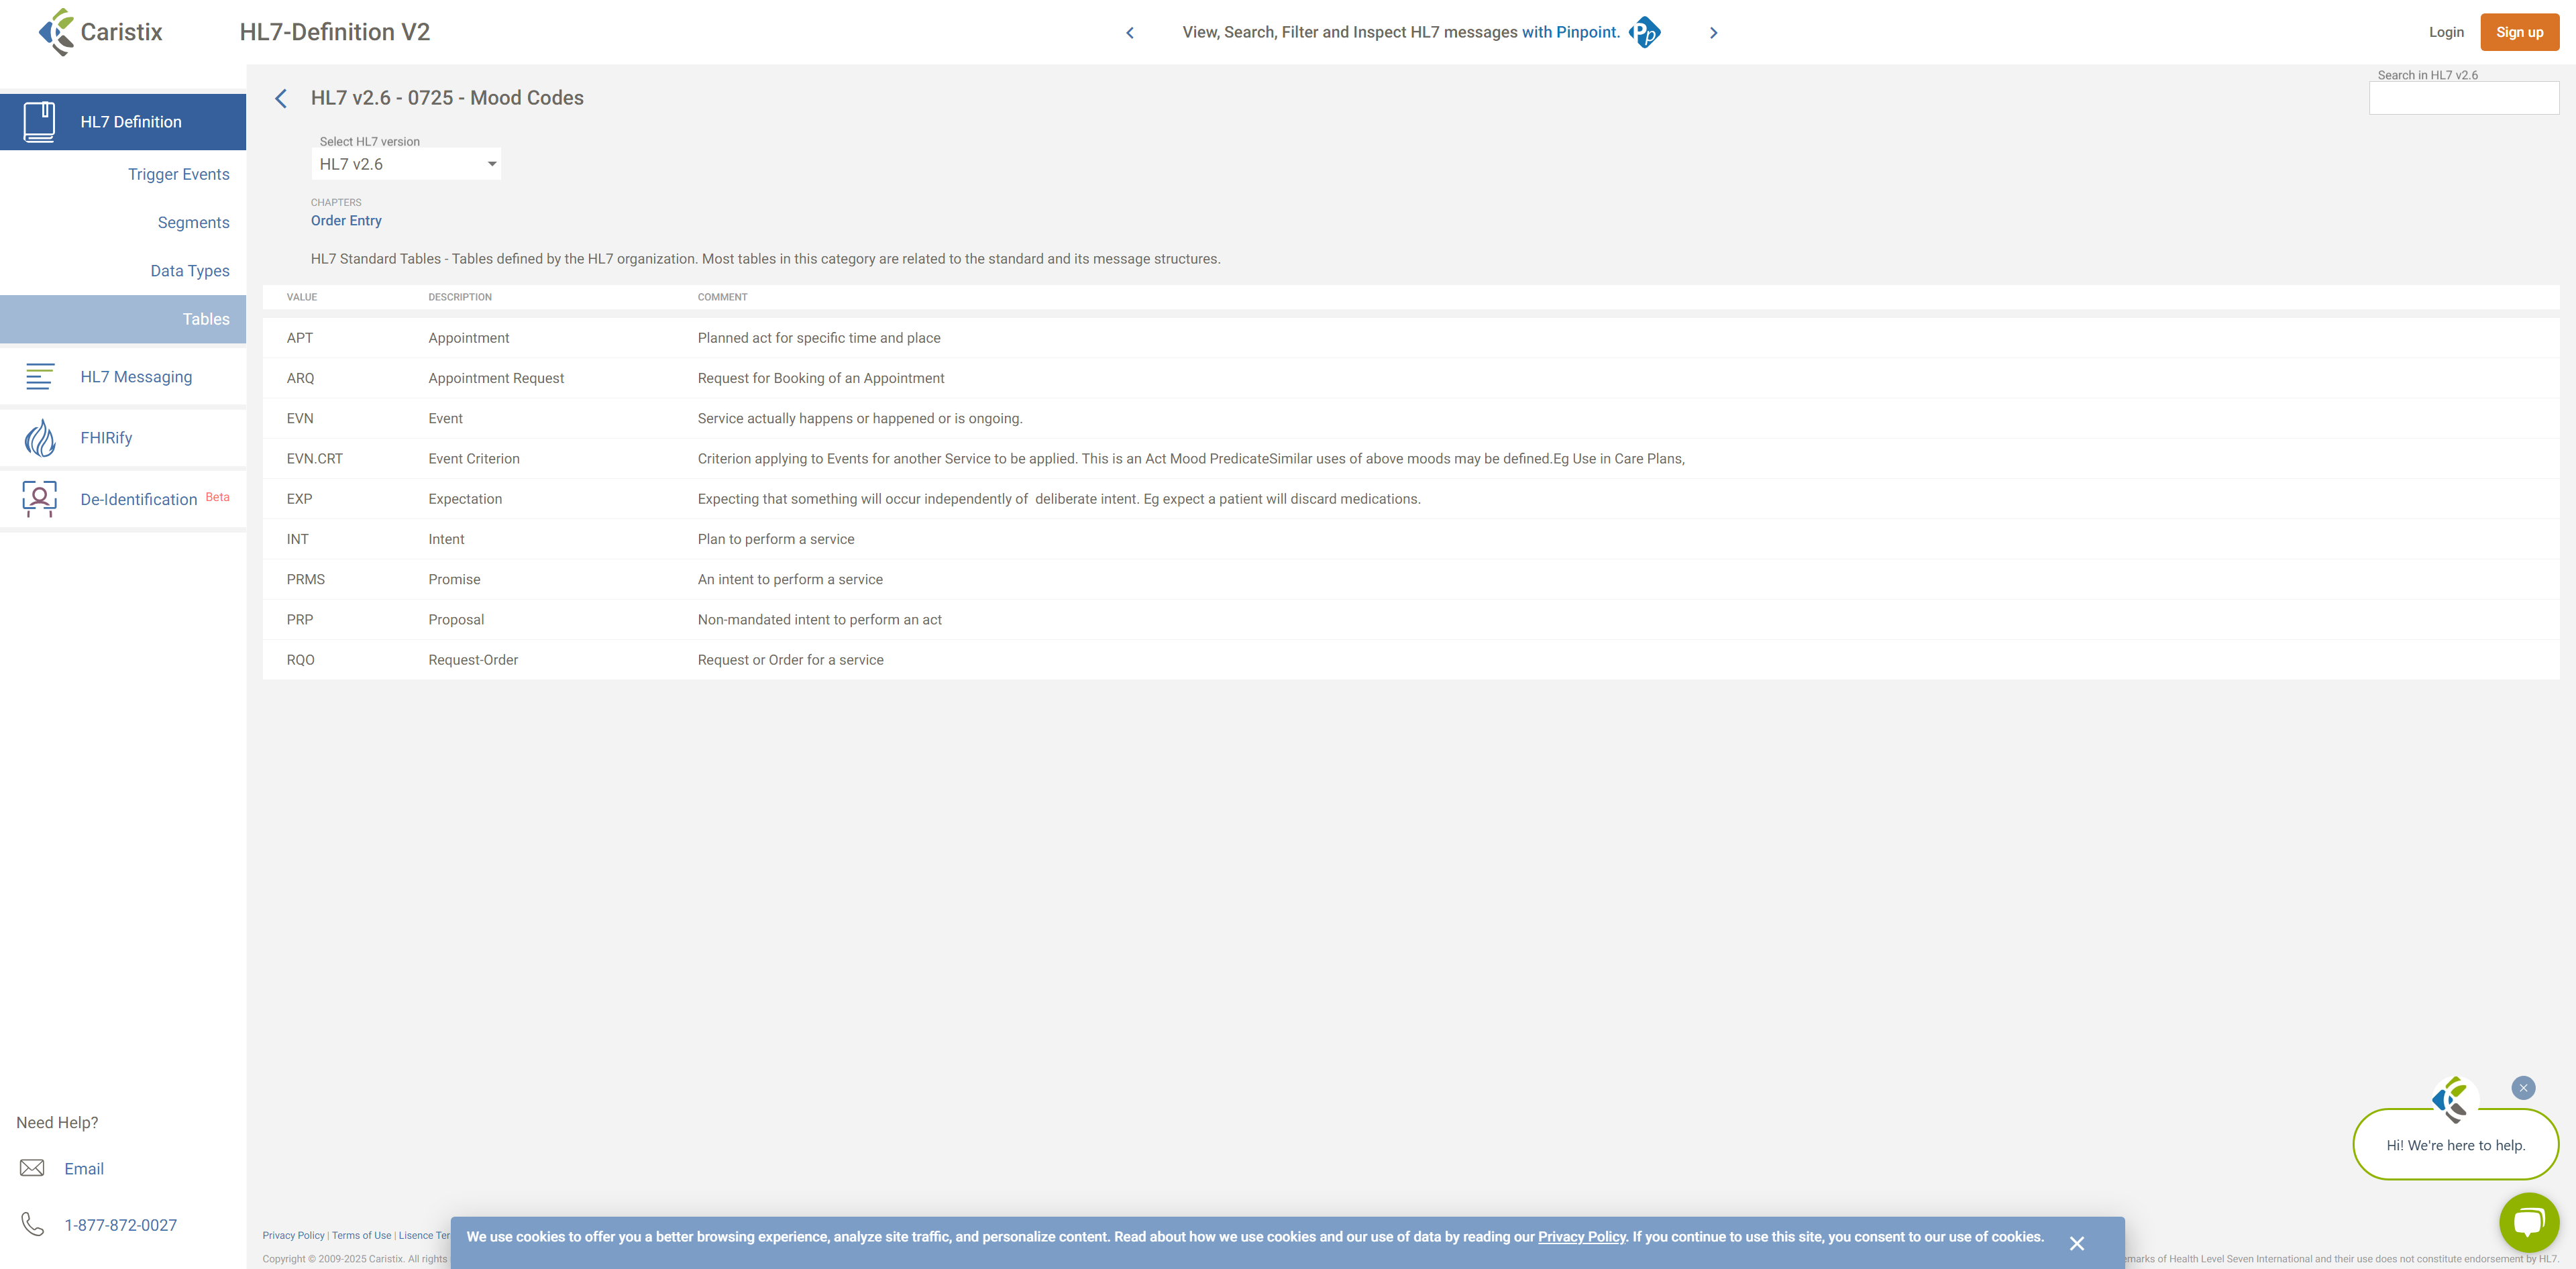 Caristix
HL7-Definition V2
View, Search, Filter and Inspect HL7 messages with Pinpoint.
Pp
Login
Sign up
HL7 Definition
Trigger Events
Segments
Data Types
Tables
HL7 Messaging
FHIRify
De-Identification Beta
Need Help?
Email
1-877-872-0027
HL7 v2.6 - 0725 - Mood Codes
Search in HL7 v2.6
Select HL7 version
HL7 v2.6
CHAPTERS
Order Entry
HL7 Standard Tables - Tables defined by the HL7 organization. Most tables in this category are related to the standard and its message structures.
VALUE DESCRIPTION COMMENT
APT Appointment Planned act for specific time and place
ARQ Appointment Request Request for Booking of an Appointment
EVN Event Service actually happens or happened or is ongoing.
EVN.CRT Event Criterion Criterion applying to Events for another Service to be applied. This is an Act Mood PredicateSimilar uses of above moods may be defined.Eg Use in Care Plans,
EXP Expectation Expecting that something will occur independently of  deliberate intent. Eg expect a patient will discard medications.
INT Intent Plan to perform a service
PRMS Promise An intent to perform a service
PRP Proposal Non-mandated intent to perform an act
RQO Request-Order Request or Order for a service
Hi! We're here to help.
Privacy Policy | Terms of Use | Lisence
We use cookies to offer you a better browsing experience, analyze site traffic, and personalize content. Read about how we use cookies and our use of data by reading our Privacy Policy. If you continue to use this site, you consent to our use of cookies.
Copyright © 2009-2025 Caristix. All rights
of Health Level Seven International and their use does not constitute endorsement by HL7.